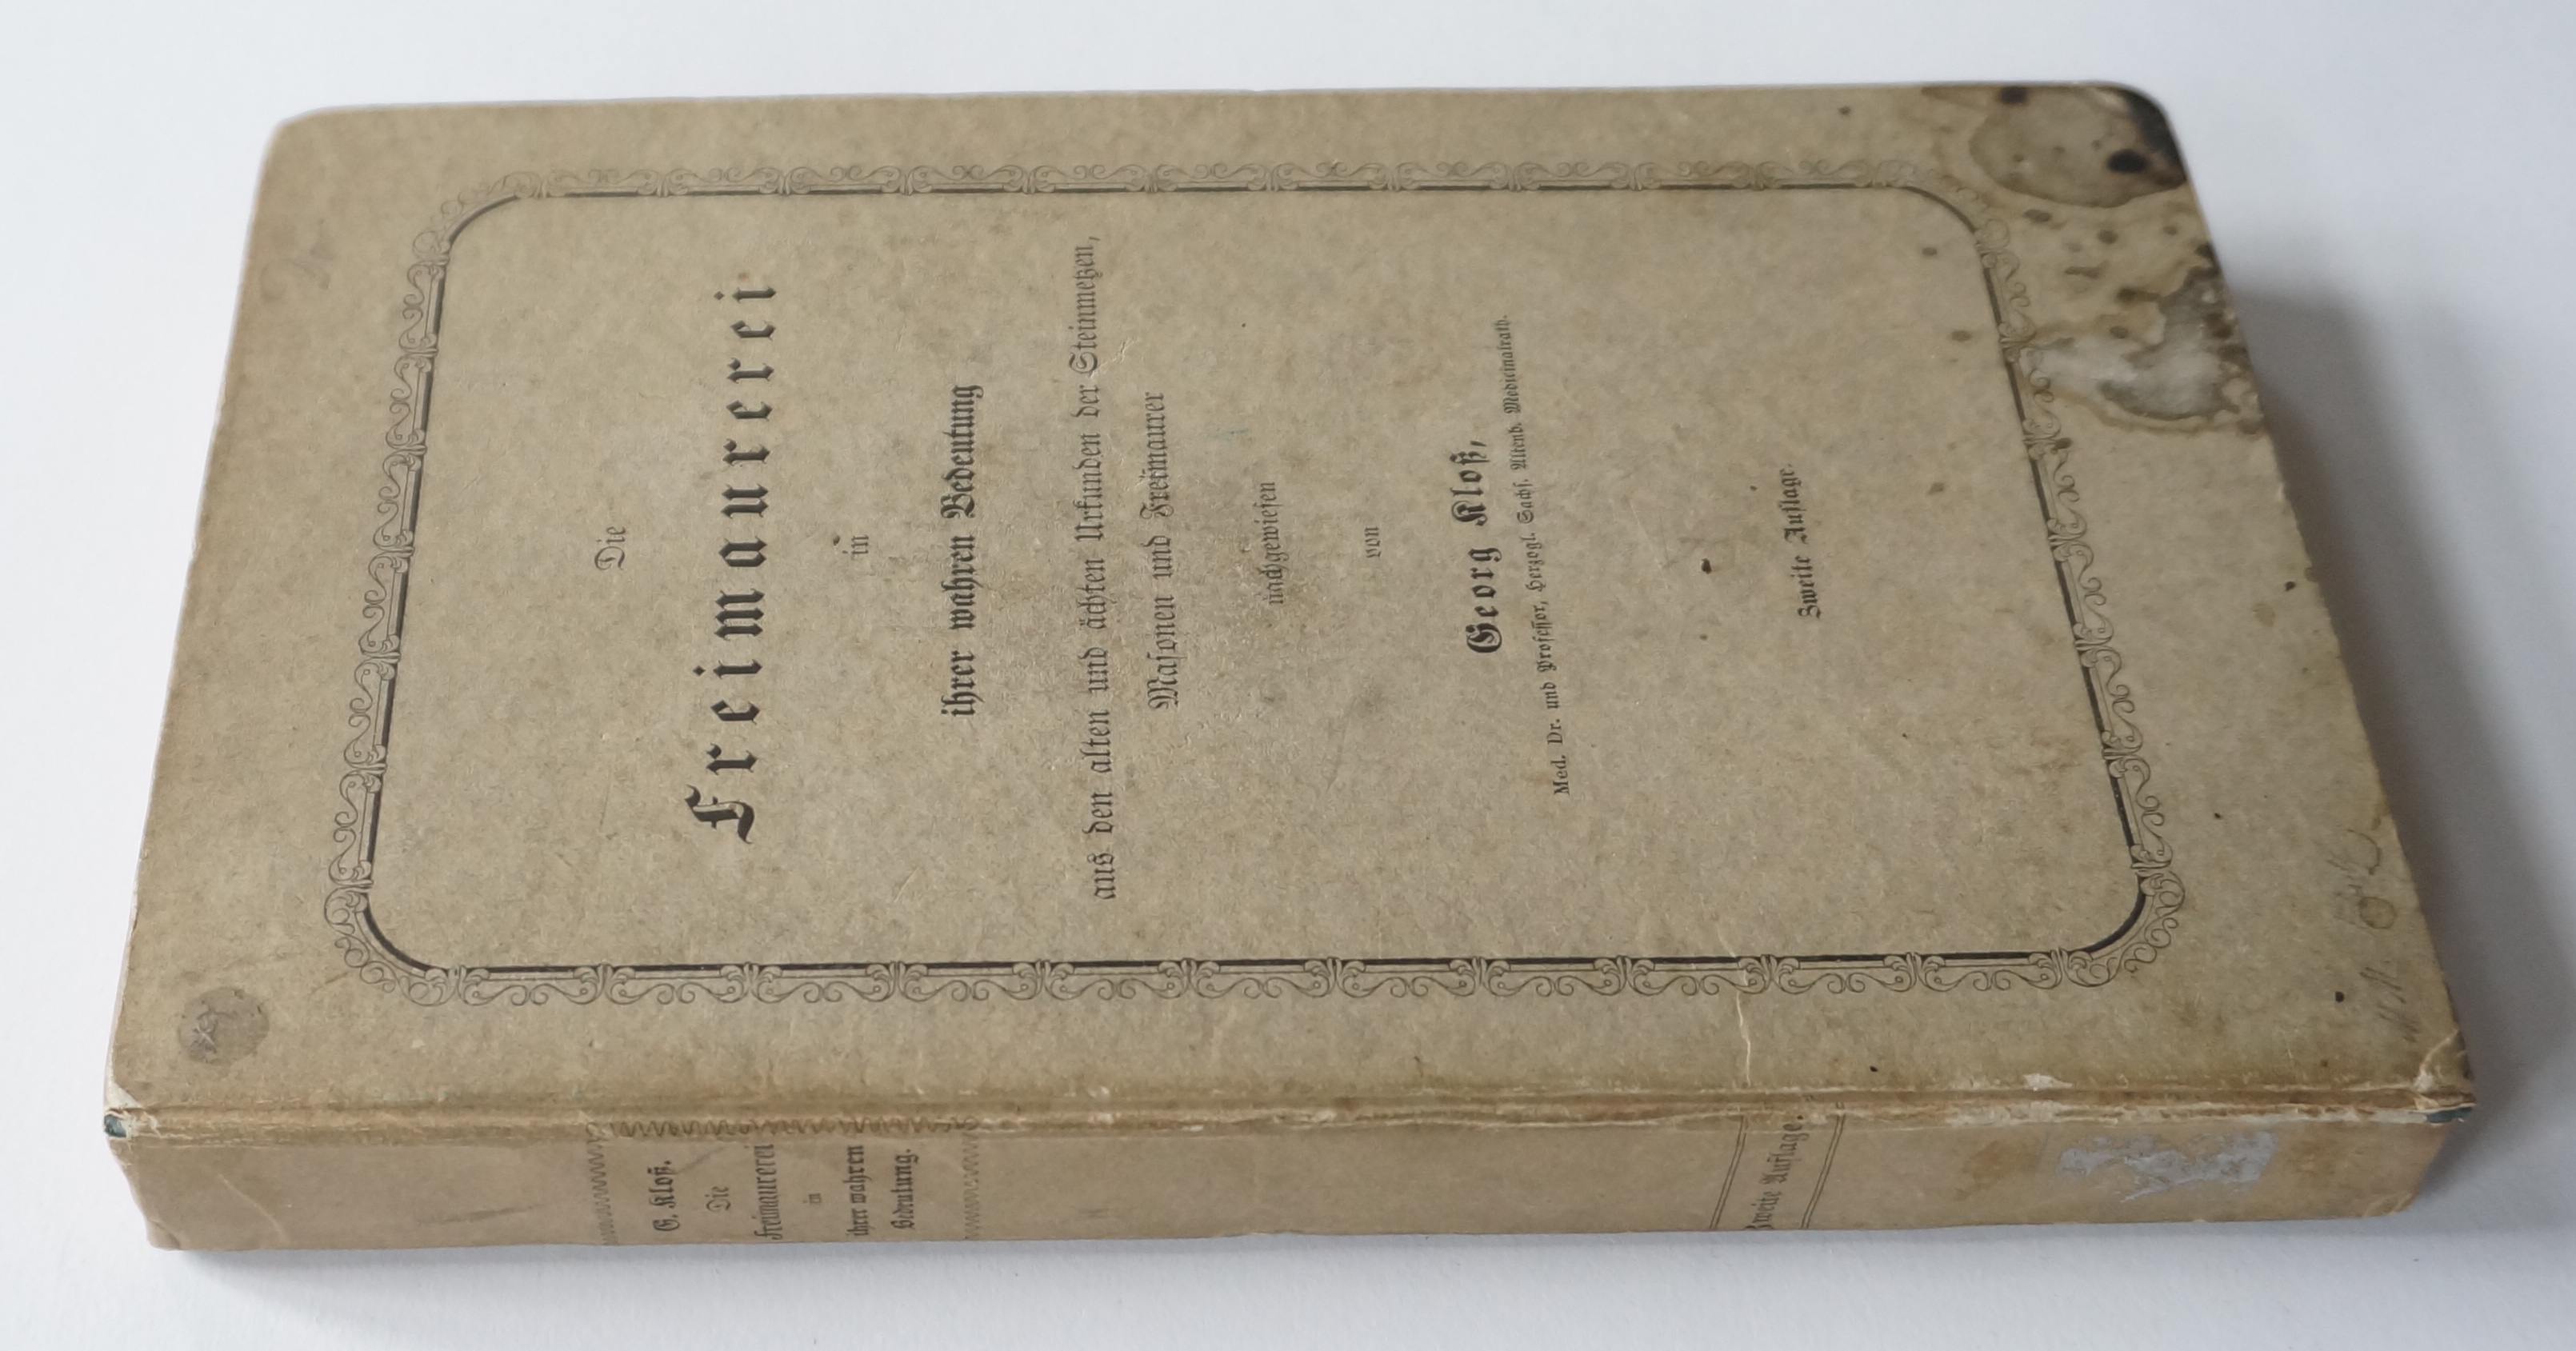 Die
Freimaurerei
in
ihrer wahren Bedeutung
aus den alten und ächten Urkunden der Steinmetzen,
Masonen und Freimaurer
nachgewiesen
von
Georg Kloß,
Med. Dr. und Professor, Herzogl. Sachs. Altenb. Medicinalrath.
Zweite Auflage.
G. Kloß.
Die
Freimaurerei
in
ihrer wahren
Bedeutung.
Zweite Auflage.